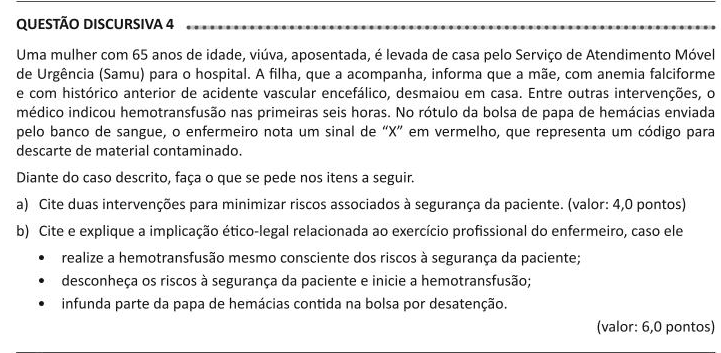 QUESTÃO DISCURSIVA 4
Uma mulher com 65 anos de idade, viúva, aposentada, é levada de casa pelo Serviço de Atendimento Móvel
de Urgência (Samu) para o hospital. A filha, que a acompanha, informa que a mãe, com anemia falciforme
e com histórico anterior de acidente vascular encefálico, desmaiou em casa. Entre outras intervenções, o
médico indicou hemotransfusão nas primeiras seis horas. No rótulo da bolsa de papa de hemácias enviada
pelo banco de sangue, o enfermeiro nota um sinal de “X” em vermelho, que representa um código para
descarte de material contaminado.
Diante do caso descrito, faça o que se pede nos itens a seguir.
a) Cite duas intervenções para minimizar riscos associados à segurança da paciente. (valor: 4,0 pontos)
b) Cite e explique a implicação ético-legal relacionada ao exercício profissional do enfermeiro, caso ele
• realize a hemotransfusão mesmo consciente dos riscos à segurança da paciente;
• desconheça os riscos à segurança da paciente e inicie a hemotransfusão;
• infunda parte da papa de hemácias contida na bolsa por desatenção.
(valor: 6,0 pontos)